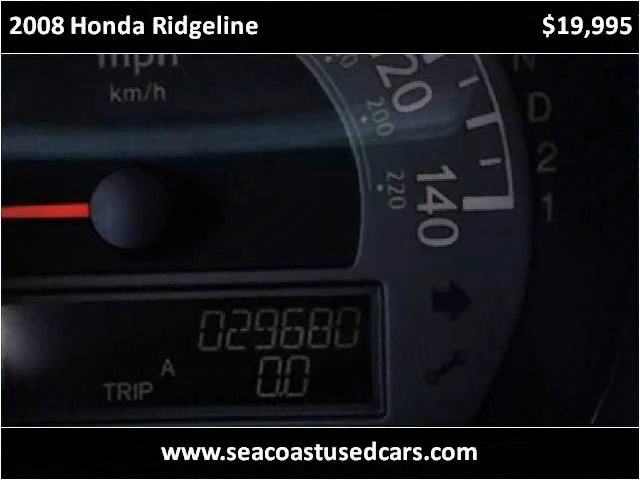 2008 Honda Ridgeline $19,995
mph
km/h
120
200
140
220
N
D
2
1
029680
A
TRIP 0.0
www.seacoastusedcars.com